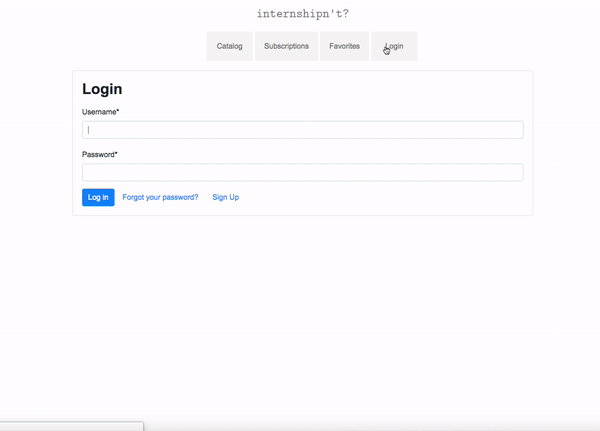 internshipn't?
Catalog Subscriptions Favorites Login
Login
Username*
Password*
Log in Forgot your password? Sign Up